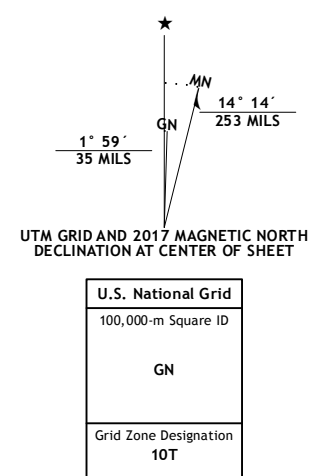 MN
GN
14° 14´
253 MILS
1° 59´
35 MILS
UTM GRID AND 2017 MAGNETIC NORTH
DECLINATION AT CENTER OF SHEET
U.S. National Grid
100,000-m Square ID
GN
Grid Zone Designation
10T